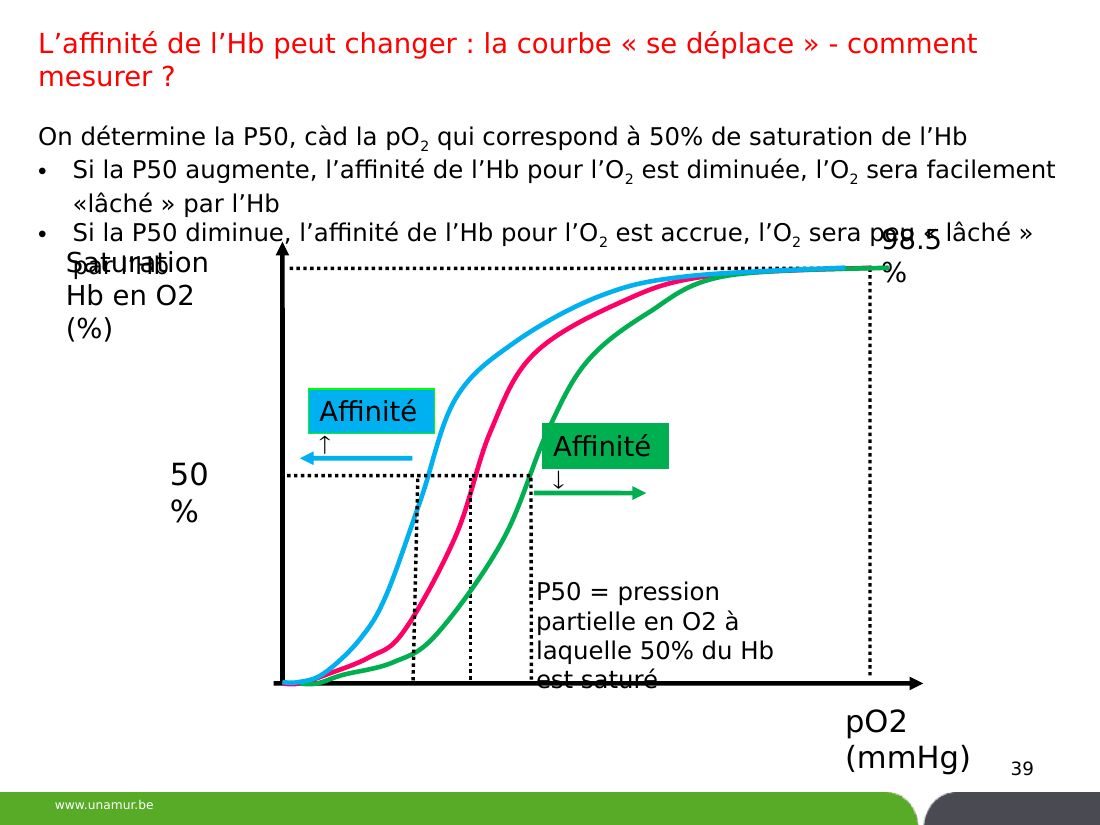 L’affinité de l’Hb peut changer : la courbe « se déplace » - comment
mesurer ?
On détermine la P50, càd la pO2 qui correspond à 50% de saturation de l’Hb
• Si la P50 augmente, l’affinité de l’Hb pour l’O2 est diminuée, l’O2 sera facilement
«lâché » par l’Hb
• Si la P50 diminue, l’affinité de l’Hb pour l’O2 est accrue, l’O2 sera peu « lâché »
par l’Hb
98.5
%
Saturation
Hb en O2
(%)
Affinité
↑
Affinité
↓
50
%
P50 = pression
partielle en O2 à
laquelle 50% du Hb
est saturé
pO2
(mmHg)
39
www.unamur.be